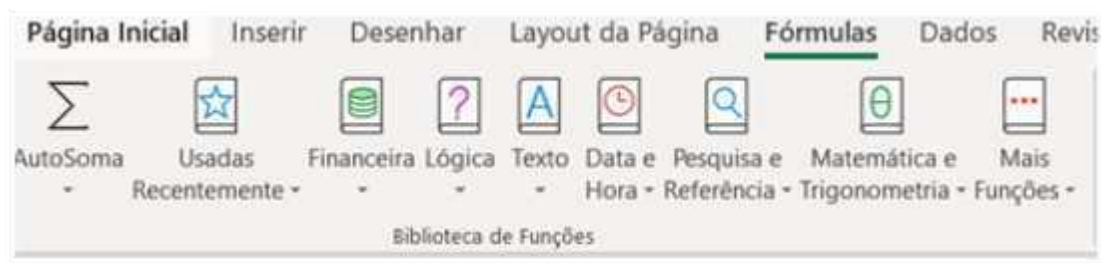 Página Inicial Inserir Desenhar Layout da Página Fórmulas Dados Revis
AutoSoma Usadas Financeira Lógica Texto Data e Pesquisa e Matemática e Mais
Recentemente Hora Referência Trigonometria Funções
Biblioteca de Funções